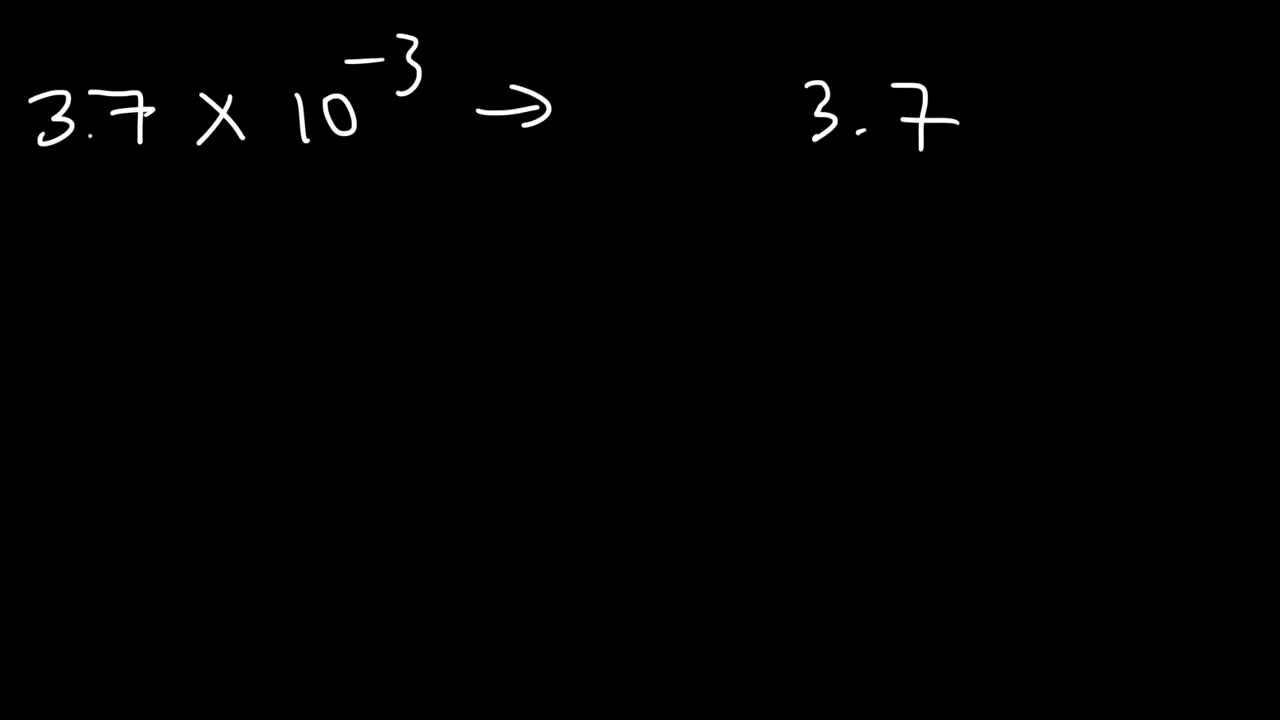 3.7 × 10⁻³ → 3.7